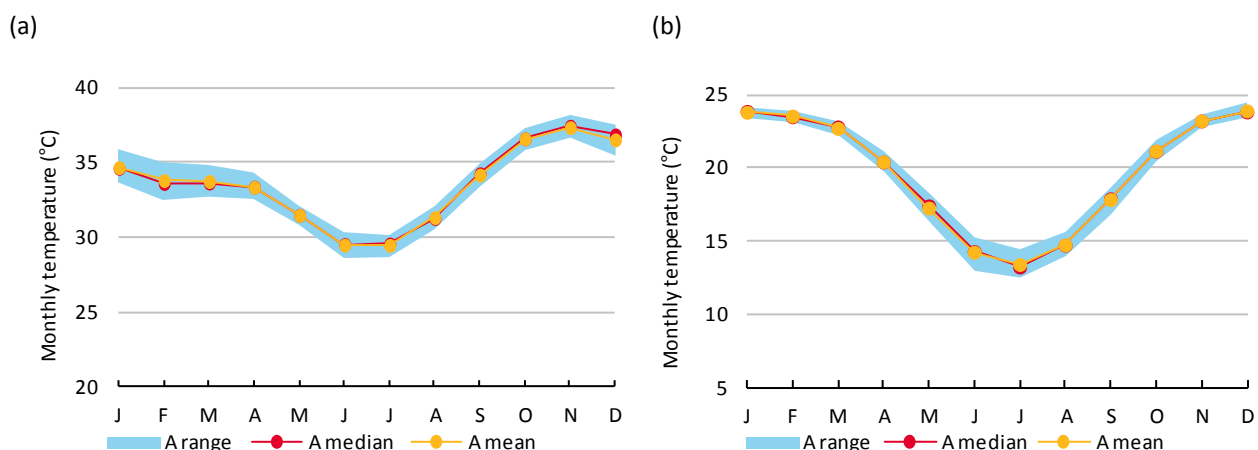 (a)
(b)
Monthly temperature (°C)
40
35
30
25
20
J F M A M J J A S O N D
A range A median A mean
Monthly temperature (°C)
25
20
15
10
5
J F M A M J J A S O N D
A range A median A mean